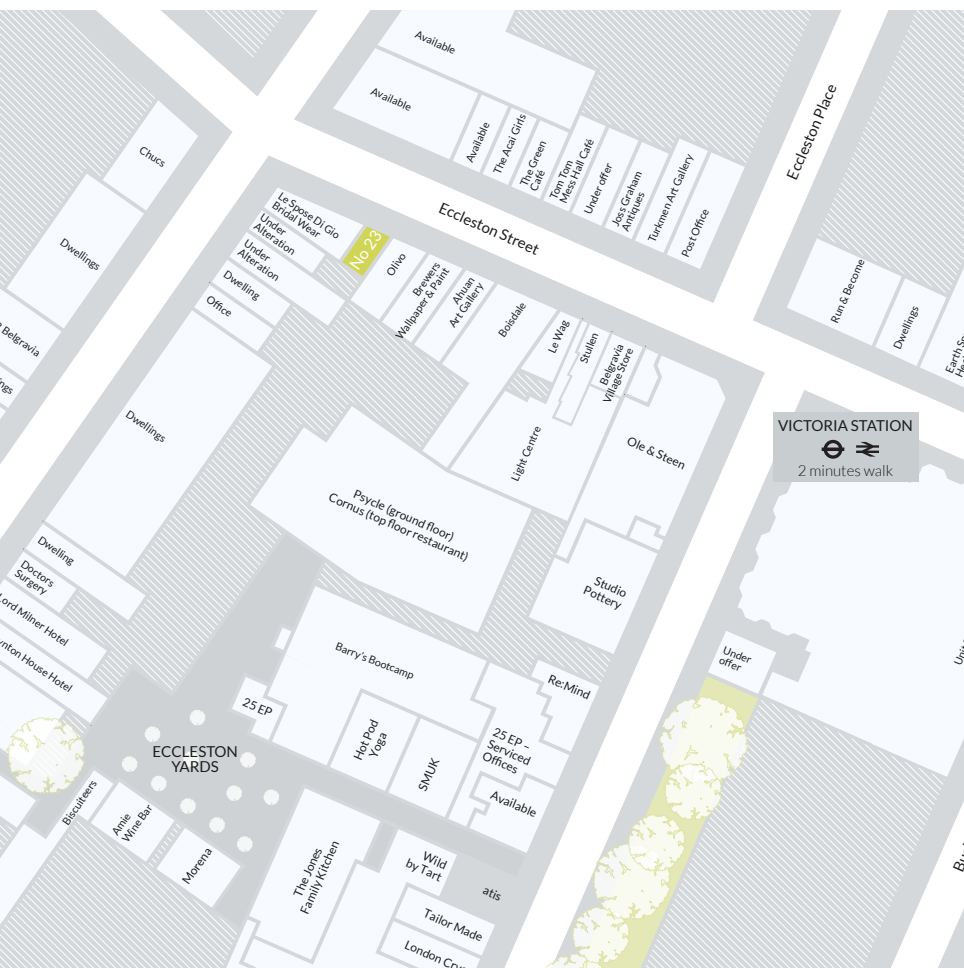 Available
Available
Available
The Acai Girls
The Green
Café
Tom Tom
Mess Hall Café
Under offer
Joss Graham
Antiques
Turkmen Art Gallery
Post Office
Eccleston Place
Chucs
Dwellings
Belgravia
Le Spose Di Gio
Bridal Wear
Under
Alteration
Under
Alteration
Dwelling
Office
No 23
Eccleston Street
Olivo
Brewers
Wallpaper & Paint
Ahuan
Art Gallery
Boisdale
Le Wag
Stullen
Belgravia
Village Store
Run & Become
Dwellings
Earth
Dwellings
Light Centre
Ole & Steen
VICTORIA STATION
2 minutes walk
Psycle (ground floor)
Cornus (top floor restaurant)
Studio
Pottery
Dwelling
Doctors
Surgery
Lord Milner Hotel
House Hotel
Under
offer
Barry's Bootcamp
Re:Mind
25 EP
Hot Pod
Yoga
SMUK
25 EP –
Serviced
Offices
Available
ECCLESTON
YARDS
Biscuiteers
Amie
Wine Bar
Morena
The Jones
Family Kitchen
Wild
by Tart
atis
Tailor Made
London